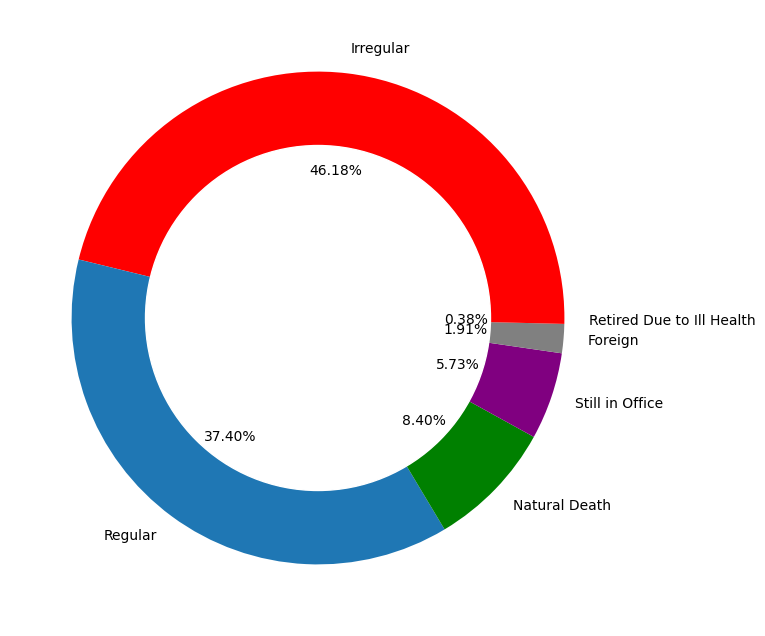 Irregular
46.18%
0.38%
Retired Due to Ill Health
1.91%
Foreign
5.73%
Still in Office
8.40%
37.40%
Natural Death
Regular